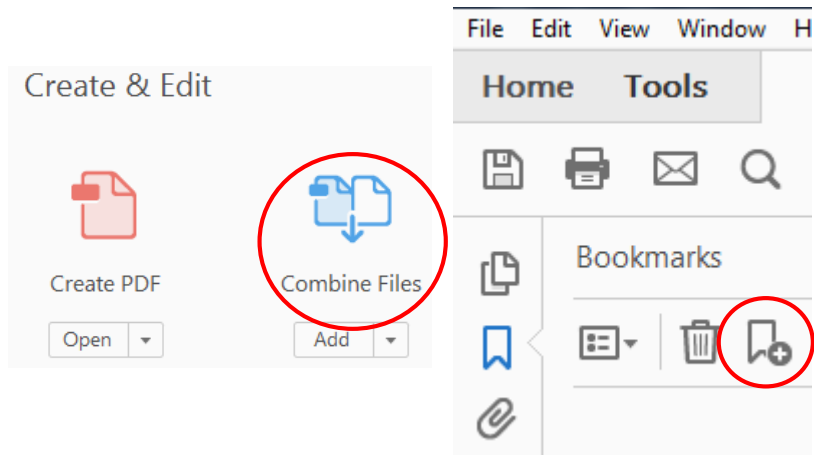 Create & Edit
Create PDF
Combine Files
Open
Add
File Edit View Window H
Home Tools
Bookmarks